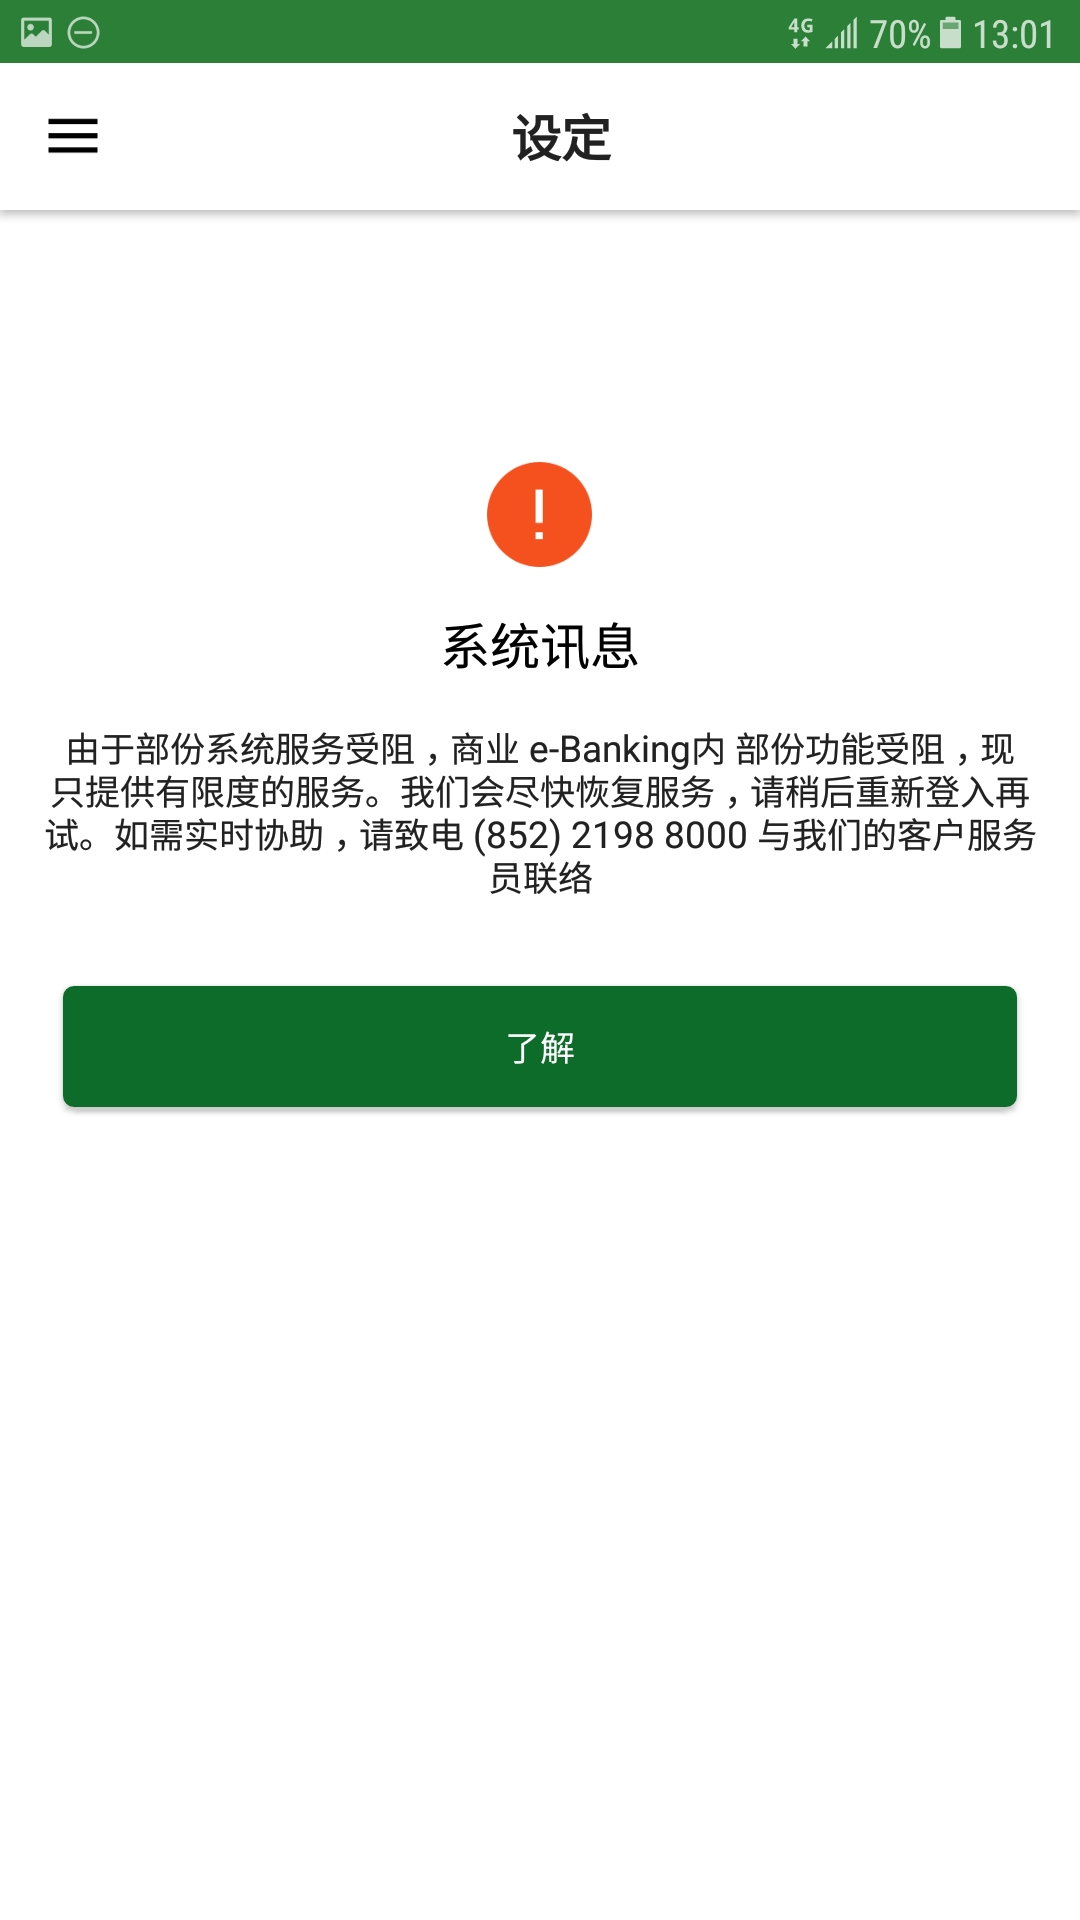 4G 70% 13:01
设定
系统讯息
由于部份系统服务受阻，商业 e-Banking内 部份功能受阻，现
只提供有限度的服务。我们会尽快恢复服务，请稍后重新登入再
试。如需实时协助，请致电 (852) 2198 8000 与我们的客户服务
员联络
了解